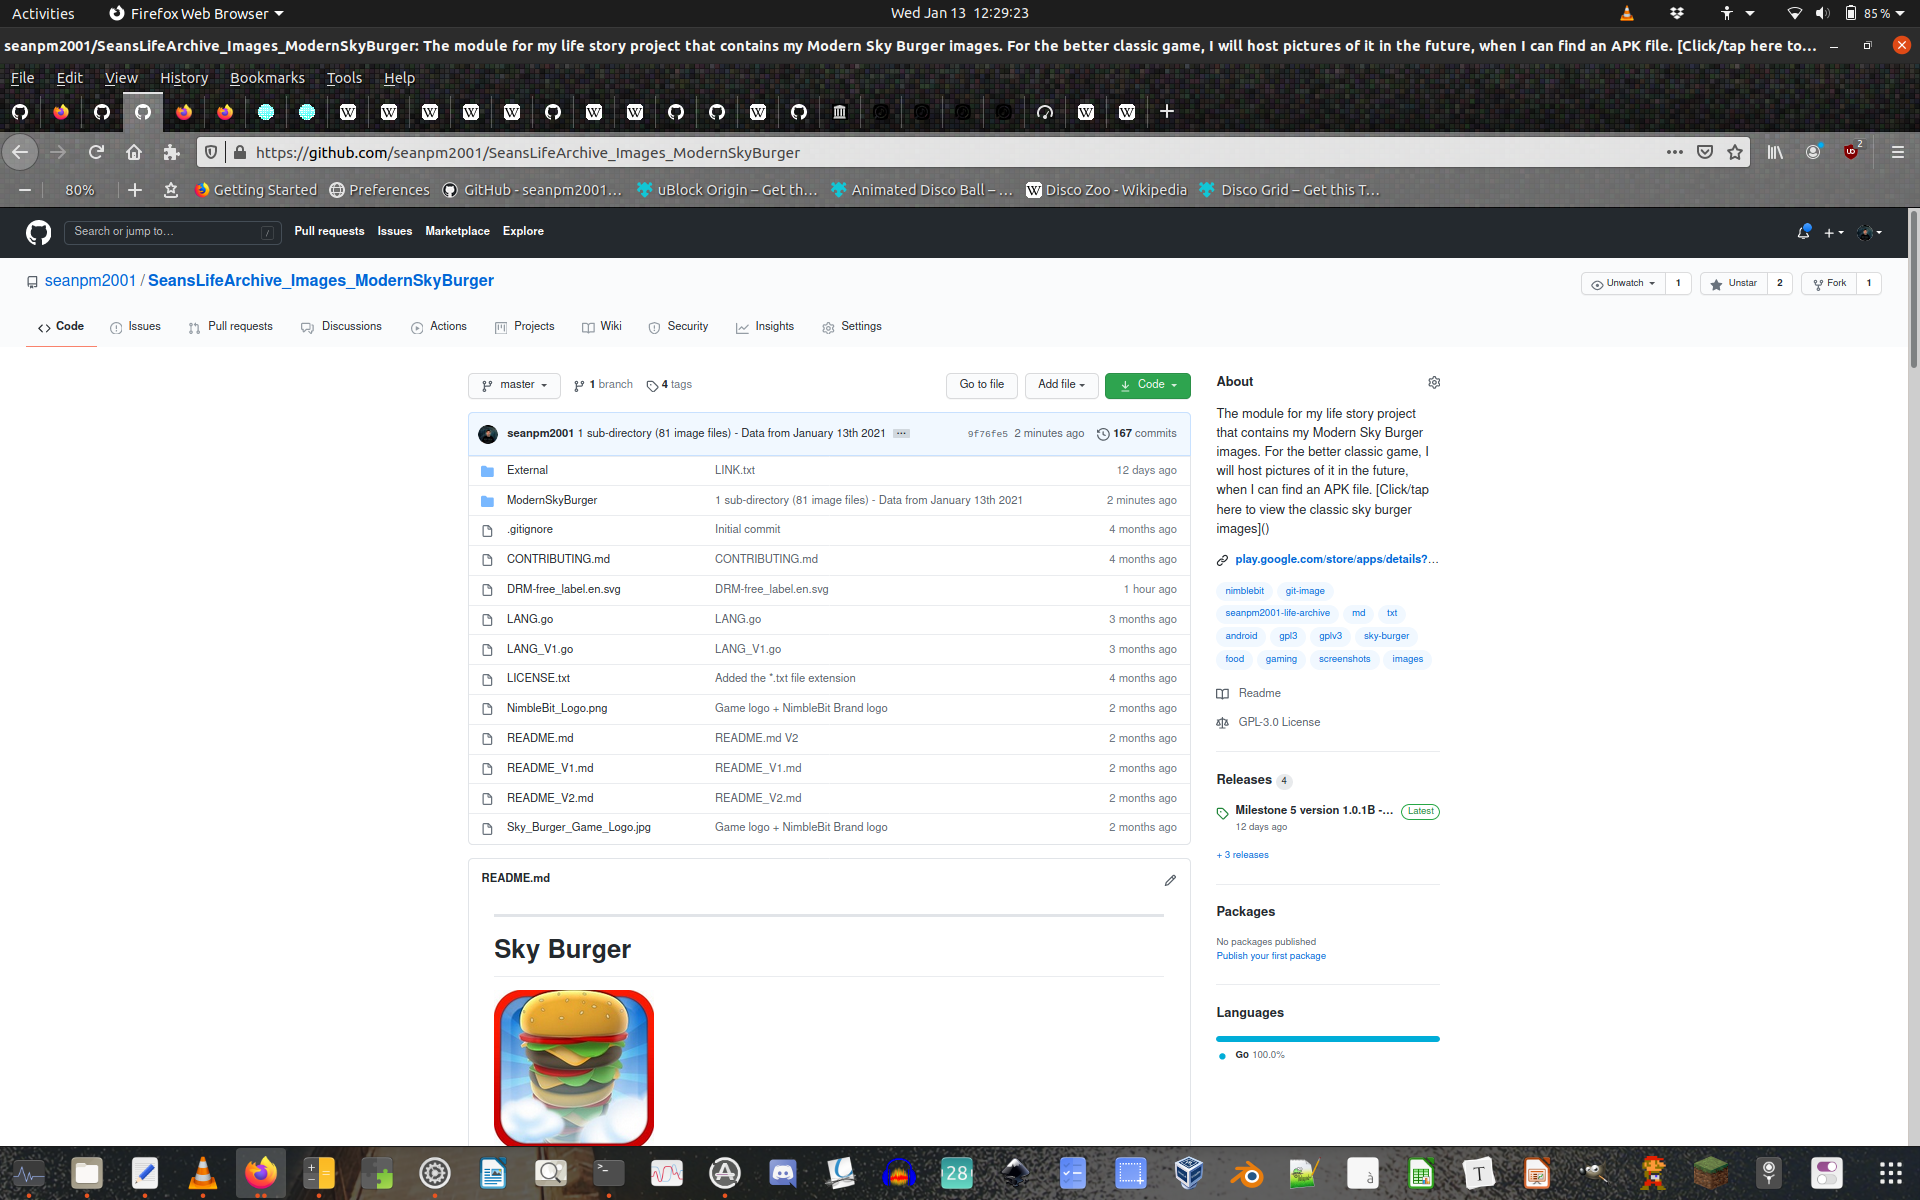 Activities
Firefox Web Browser
Wed Jan 13 12:29:23
85 %
seanpm2001/SeansLifeArchive_Images_ModernSkyBurger: The module for my life story project that contains my Modern Sky Burger images. For the better classic game, I will host pictures of it in the future, when I can find an APK file. [Click/tap here to...
File Edit View History Bookmarks Tools Help
https://github.com/seanpm2001/SeansLifeArchive_Images_ModernSkyBurger
2
80%
Getting Started
Preferences
GitHub - seanpm2001...
uBlock Origin – Get th...
Animated Disco Ball – ...
Disco Zoo - Wikipedia
Disco Grid – Get this T...
Search or jump to...
/
Pull requests Issues Marketplace Explore
seanpm2001 / SeansLifeArchive_Images_ModernSkyBurger
Unwatch 1
Unstar 2
Fork 1
Code Issues Pull requests Discussions Actions Projects Wiki Security Insights Settings
master
1 branch
4 tags
Go to file
Add file
Code
seanpm2001 1 sub-directory (81 image files) - Data from January 13th 2021 ... 9f76fe5 2 minutes ago 167 commits
External LINK.txt 12 days ago
ModernSkyBurger 1 sub-directory (81 image files) - Data from January 13th 2021 2 minutes ago
.gitignore Initial commit 4 months ago
CONTRIBUTING.md CONTRIBUTING.md 4 months ago
DRM-free_label.en.svg DRM-free_label.en.svg 1 hour ago
LANG.go LANG.go 3 months ago
LANG_V1.go LANG_V1.go 3 months ago
LICENSE.txt Added the *.txt file extension 4 months ago
NimbleBit_Logo.png Game logo + NimbleBit Brand logo 2 months ago
README.md README.md V2 2 months ago
README_V1.md README_V1.md 2 months ago
README_V2.md README_V2.md 2 months ago
Sky_Burger_Game_Logo.jpg Game logo + NimbleBit Brand logo 2 months ago
README.md
Sky Burger
About
The module for my life story project
that contains my Modern Sky Burger
images. For the better classic game, I
will host pictures of it in the future,
when I can find an APK file. [Click/tap
here to view the classic sky burger
images]()
play.google.com/store/apps/details?...
nimblebit git-image
seanpm2001-life-archive md txt
android gpl3 gplv3 sky-burger
food gaming screenshots images
Readme
GPL-3.0 License
Releases 4
Milestone 5 version 1.0.1B -... Latest
12 days ago
+ 3 releases
Packages
No packages published
Publish your first package
Languages
Go 100.0%
28